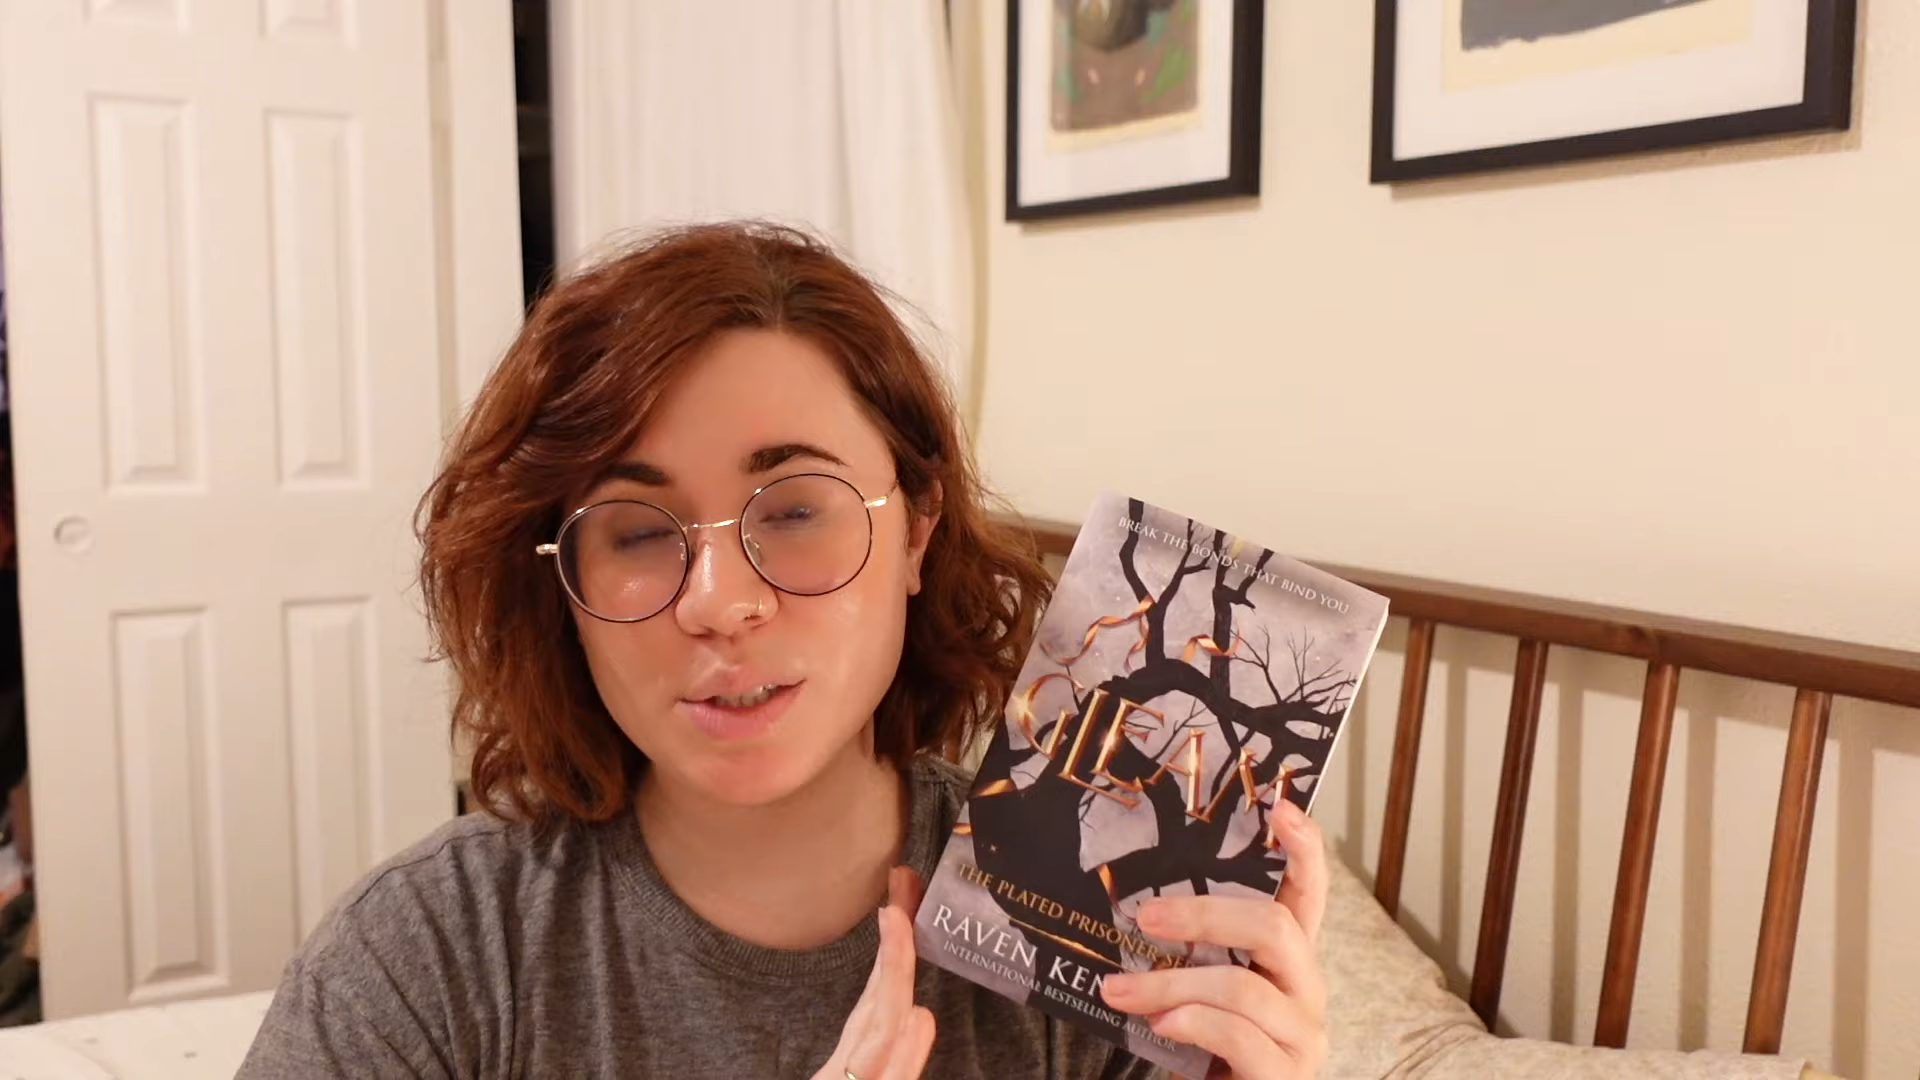 BREAK THE BONDS THAT BIND YOU
GLEAM
THE PLATED PRISONER
RAVEN
INTERNATIONAL BESTSELLING AUTHOR